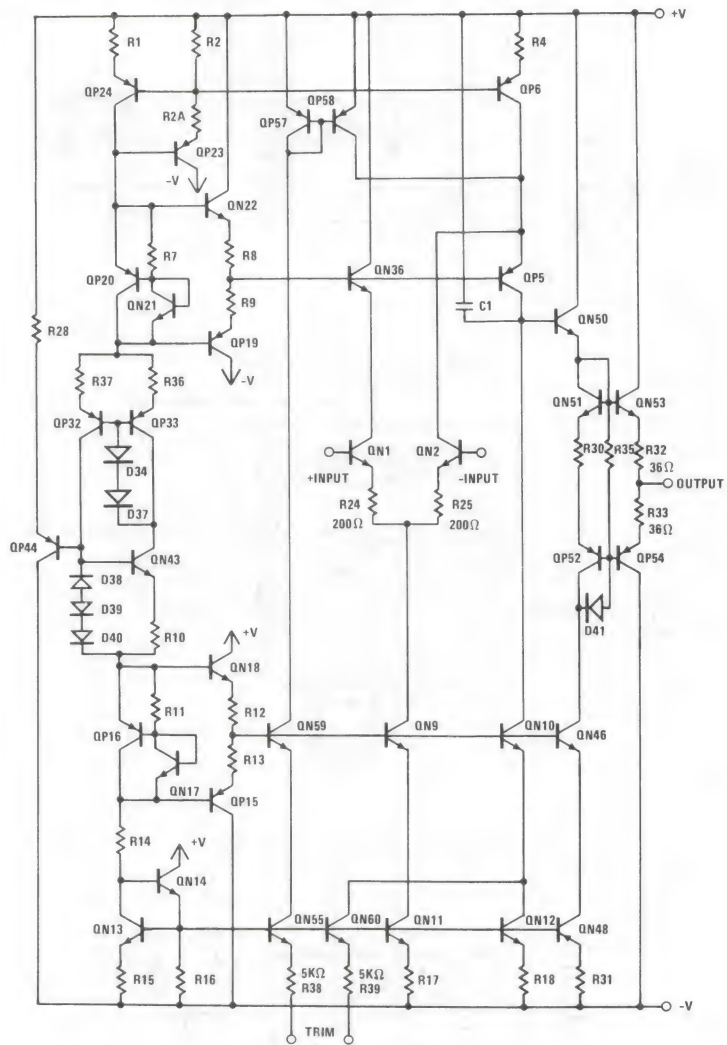 +V
R1
R2
R4
QP24
QP58
QP6
QP57
R2A
QP23
-V
QN22
R7
R8
QN36
QP5
QP20
QN21
R9
C1
QN50
R28
QP19
-V
R37
R36
QN51
QN53
QP32
QP33
QN1
QN2
R30
R35
R32
36Ω
D34
+INPUT
-INPUT
OUTPUT
D37
R24
200Ω
R25
200Ω
R33
36Ω
QP44
QN43
QP52
QP54
D38
D39
D41
D40
R10
+V
QN18
R11
R12
QP16
QN59
QN9
QN10
QN46
R13
QN17
QP15
R14
+V
QN14
QN13
QN55
QN60
QN11
QN12
QN48
R15
R16
5KΩ
R38
5KΩ
R39
R17
R18
R31
-V
TRIM